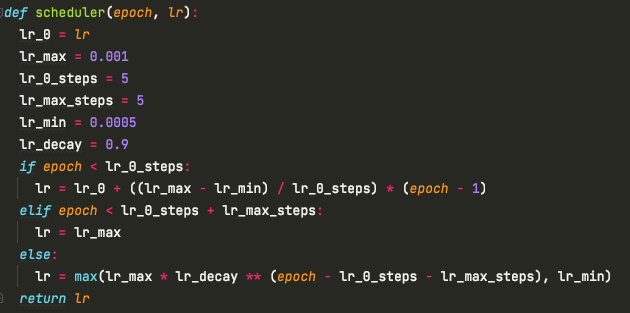 def scheduler(epoch, lr):
lr_0 = lr
lr_max = 0.001
lr_0_steps = 5
lr_max_steps = 5
lr_min = 0.0005
lr_decay = 0.9
if epoch < lr_0_steps:
lr = lr_0 + ((lr_max - lr_min) / lr_0_steps) * (epoch - 1)
elif epoch < lr_0_steps + lr_max_steps:
lr = lr_max
else:
lr = max(lr_max * lr_decay ** (epoch - lr_0_steps - lr_max_steps), lr_min)
return lr